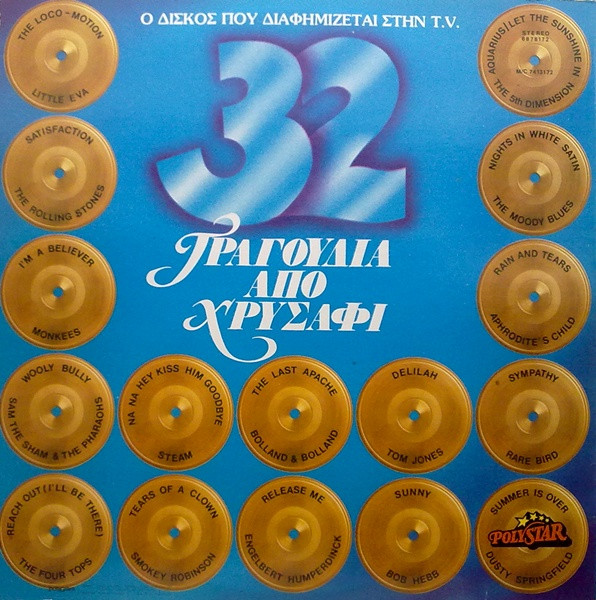 Ο ΔΙΣΚΟΣ ΠΟΥ ΔΙΑΦΗΜΙΖΕΤΑΙ ΣΤΗΝ T.V.
32
ΤΡΑΓΟΥΔΙΑ
ΑΠΟ
ΧΡΥΣΑΦΙ
THE LOCO-MOTION
LITTLE EVA
AQUARIUS/LET THE SUNSHINE IN
STEREO
6678172
M/C 7415172
THE 5th DIMENSION
SATISFACTION
THE ROLLING STONES
NIGHTS IN WHITE SATIN
THE MOODY BLUES
I'M A BELIEVER
MONKEES
RAIN AND TEARS
APHRODITE'S CHILD
WOOLY BULLY
SAM THE SHAM & THE PHARAOHS
NA NA HEY KISS HIM GOODBYE
STEAM
THE LAST APACHE
BOLLAND & BOLLAND
DELILAH
TOM JONES
SYMPATHY
RARE BIRD
REACH OUT (I'LL BE THERE)
THE FOUR TOPS
TEARS OF A CLOWN
SMOKEY ROBINSON
RELEASE ME
ENGELBERT HUMPERDINCK
SUNNY
BOB HEBB
SUMMER IS OVER
POLYSTAR
DUSTY SPRINGFIELD